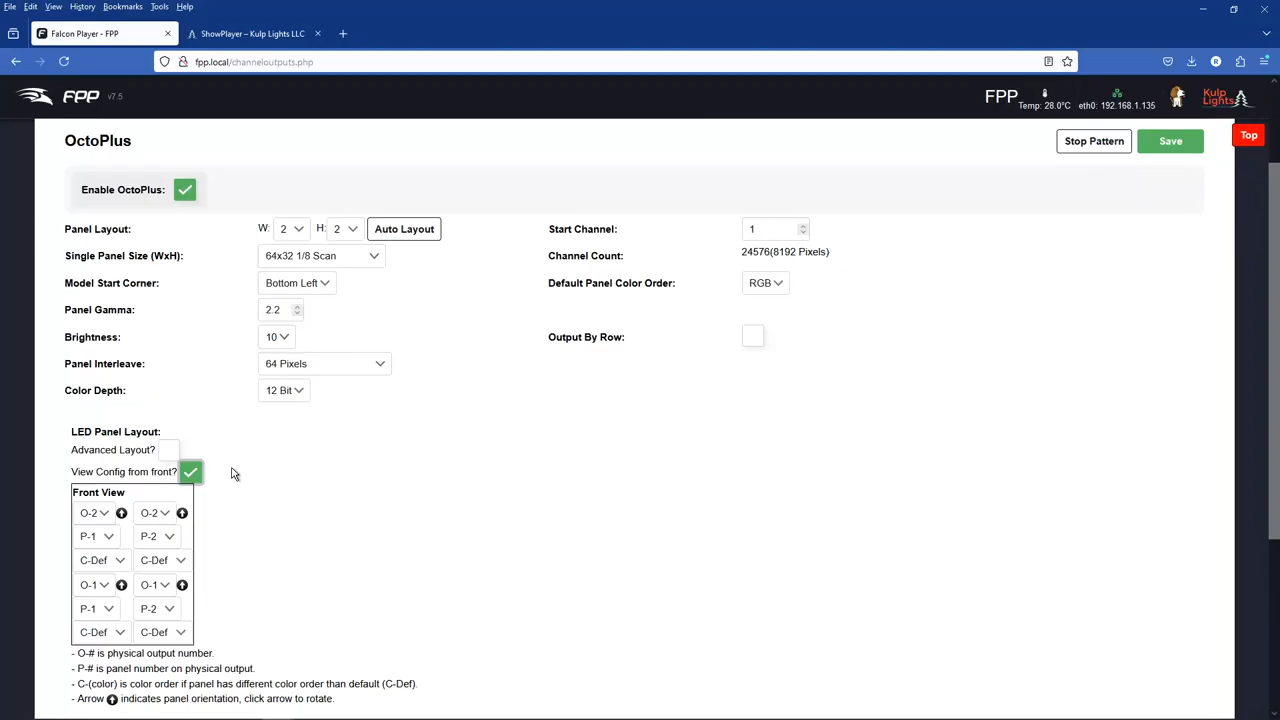 File Edit View History Bookmarks Tools Help
Falcon Player - FPP
ShowPlayer – Kulp Lights LLC
fpp.local/channeloutputs.php
FPP v7.5
FPP Temp: 28.0°C eth0: 192.168.1.135
Kulp Lights
OctoPlus
Stop Pattern
Save
Top
Enable OctoPlus:
Panel Layout: W: 2 H: 2 Auto Layout Start Channel: 1
Single Panel Size (WxH): 64x32 1/8 Scan Channel Count: 24576(8192 Pixels)
Model Start Corner: Bottom Left Default Panel Color Order: RGB
Panel Gamma: 2.2
Brightness: 10 Output By Row:
Panel Interleave: 64 Pixels
Color Depth: 12 Bit
LED Panel Layout:
Advanced Layout?
View Config from front?
Front View
O-2 O-2
P-1 P-2
C-Def C-Def
O-1 O-1
P-1 P-2
C-Def C-Def
- O-# is physical output number.
- P-# is panel number on physical output.
- C-(color) is color order if panel has different color order than default (C-Def).
- Arrow indicates panel orientation, click arrow to rotate.